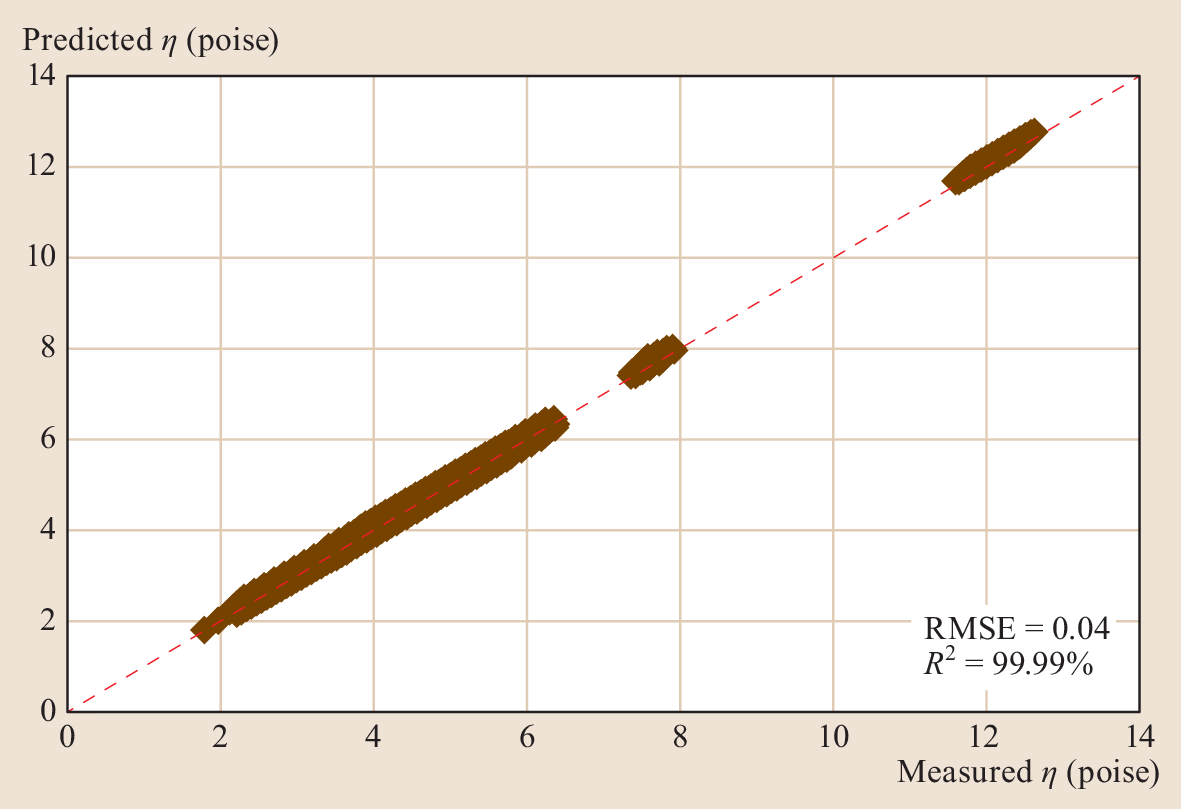 Predicted η (poise)
14
12
10
8
6
4
2
0
0 2 4 6 8 10 12 14
Measured η (poise)
RMSE = 0.04
R² = 99.99%